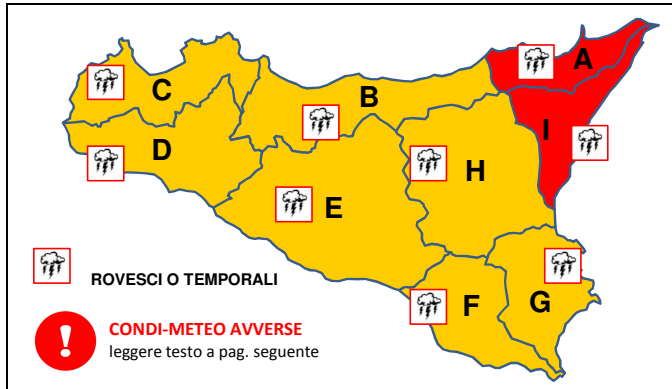 A
C
B
I
D
H
E
ROVESCI O TEMPORALI
F
G
!
CONDI-METEO AVVERSE
leggere testo a pag. seguente